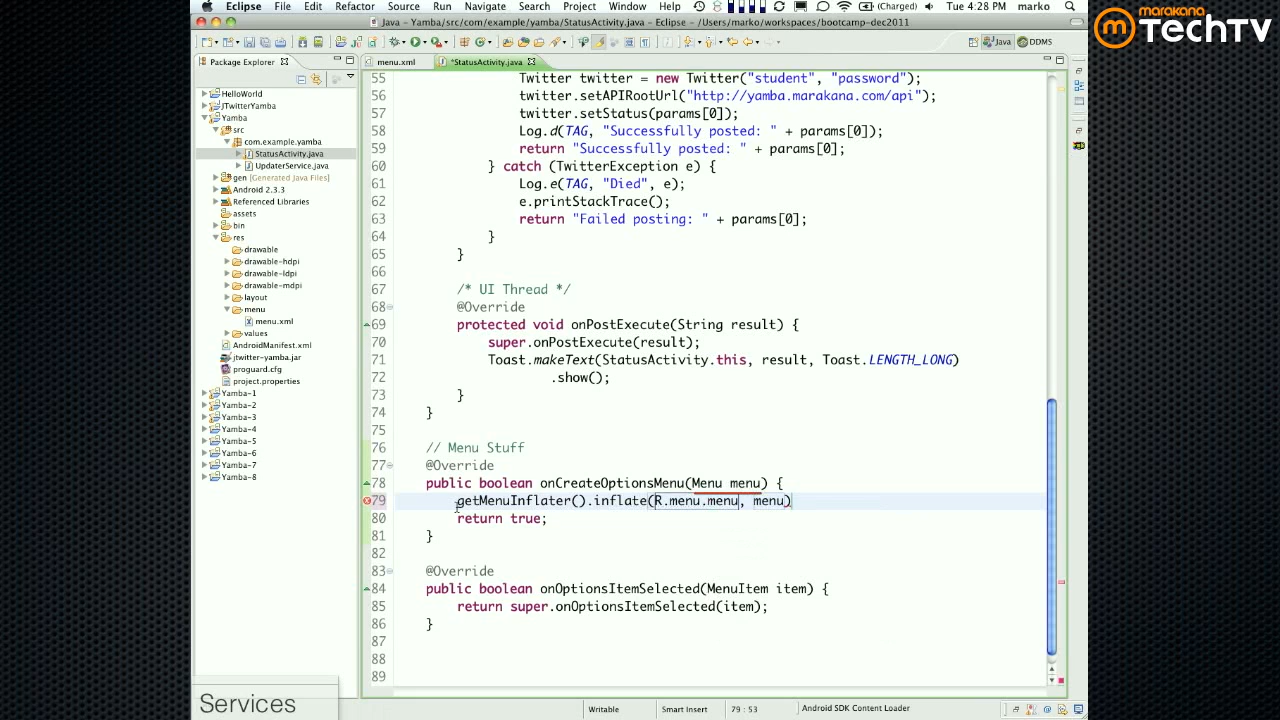 Eclipse File Edit Refactor Source Run Navigate Search Project Window Help (Charged) Tue 4:28 PM marko
Java – Yamba/src/com/example/yamba/StatusActivity.java – Eclipse – /Users/marko/workspaces/bootcamp-dec2011
marakana
TechTV
Java DDMS
Package Explorer
menu.xml *StatusActivity.java
HelloWorld
JTwitterYamba
Yamba
src
com.example.yamba
StatusActivity.java
UpdaterService.java
gen [Generated Java Files]
Android 2.3.3
Referenced Libraries
assets
bin
res
drawable
drawable-hdpi
drawable-ldpi
drawable-mdpi
layout
menu
menu.xml
values
AndroidManifest.xml
jtwitter-yamba.jar
proguard.cfg
project.properties
Yamba-1
Yamba-2
Yamba-3
Yamba-4
Yamba-5
Yamba-6
Yamba-7
Yamba-8
55 Twitter twitter = new Twitter("student", "password");
56 twitter.setAPIRootUrl("http://yamba.marakana.com/api");
57 twitter.setStatus(params[0]);
58 Log.d(TAG, "Successfully posted: " + params[0]);
59 return "Successfully posted: " + params[0];
60 } catch (TwitterException e) {
61 Log.e(TAG, "Died", e);
62 e.printStackTrace();
63 return "Failed posting: " + params[0];
64 }
65 }
66
67 /* UI Thread */
68 @Override
69 protected void onPostExecute(String result) {
70 super.onPostExecute(result);
71 Toast.makeText(StatusActivity.this, result, Toast.LENGTH_LONG)
72 .show();
73 }
74 }
75
76 // Menu Stuff
77 @Override
78 public boolean onCreateOptionsMenu(Menu menu) {
79 getMenuInflater().inflate(R.menu.menu, menu)
80 return true;
81 }
82
83 @Override
84 public boolean onOptionsItemSelected(MenuItem item) {
85 return super.onOptionsItemSelected(item);
86 }
87
88
89
Services
Writable Smart Insert 79 : 53 Android SDK Content Loader